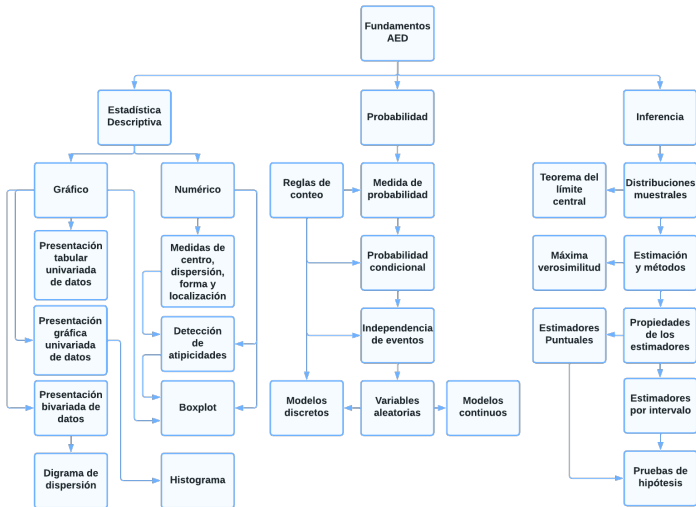 Fundamentos
AED
Estadística
Descriptiva
Probabilidad
Inferencia
Gráfico
Numérico
Reglas de
conteo
Medida de
probabilidad
Teorema del
límite
central
Distribuciones
muestrales
Presentación
tabular
univariada
de datos
Medidas de
centro,
dispersión,
forma y
localización
Probabilidad
condicional
Máxima
verosimilitud
Estimación
y métodos
Presentación
gráfica
univariada
de datos
Detección
de
atipicidades
Independencia
de eventos
Estimadores
Puntuales
Propiedades
de los
estimadores
Presentación
bivariada de
datos
Boxplot
Modelos
discretos
Variables
aleatorias
Modelos
continuos
Estimadores
por intervalo
Digrama de
dispersión
Histograma
Pruebas de
hipótesis